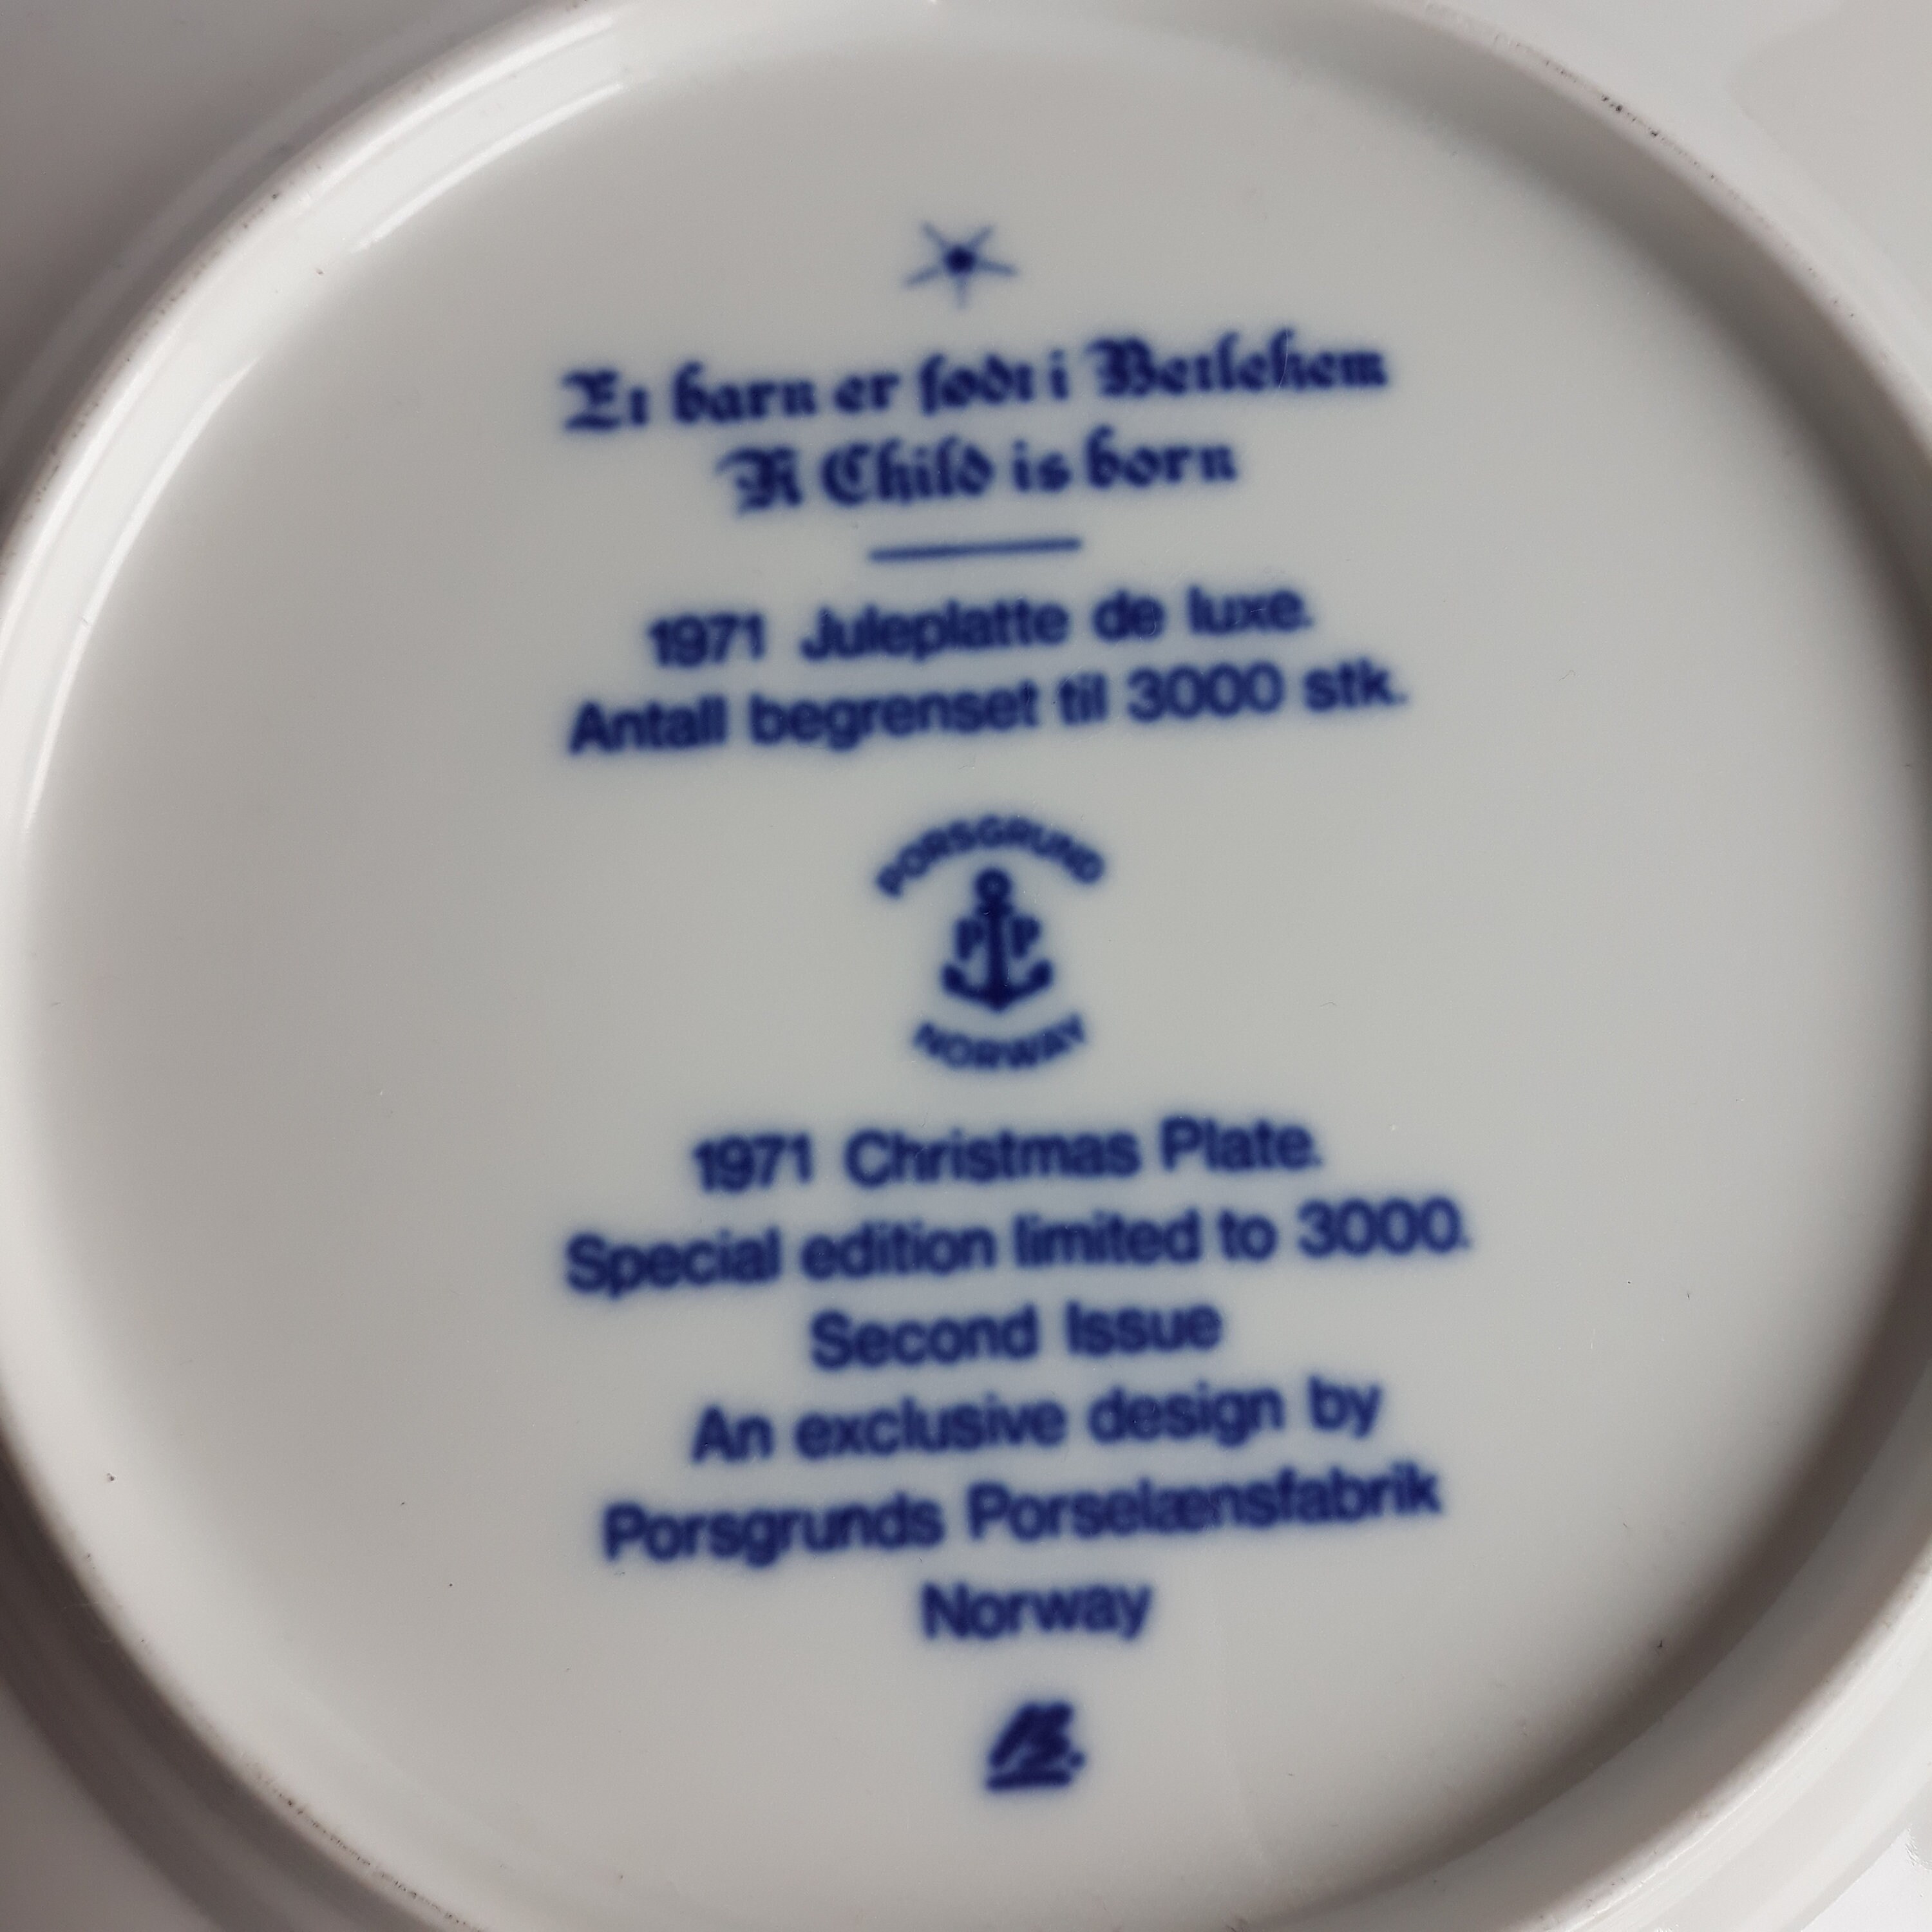 Et barn er født i Betlehem
A Child is born
1971 Juleplatte de luxe.
Antall begrenset til 3000 stk.
PORSGRUND
P P
NORWAY
1971 Christmas Plate.
Special edition limited to 3000.
Second Issue
An exclusive design by
Porsgrunds Porselænsfabrik
Norway